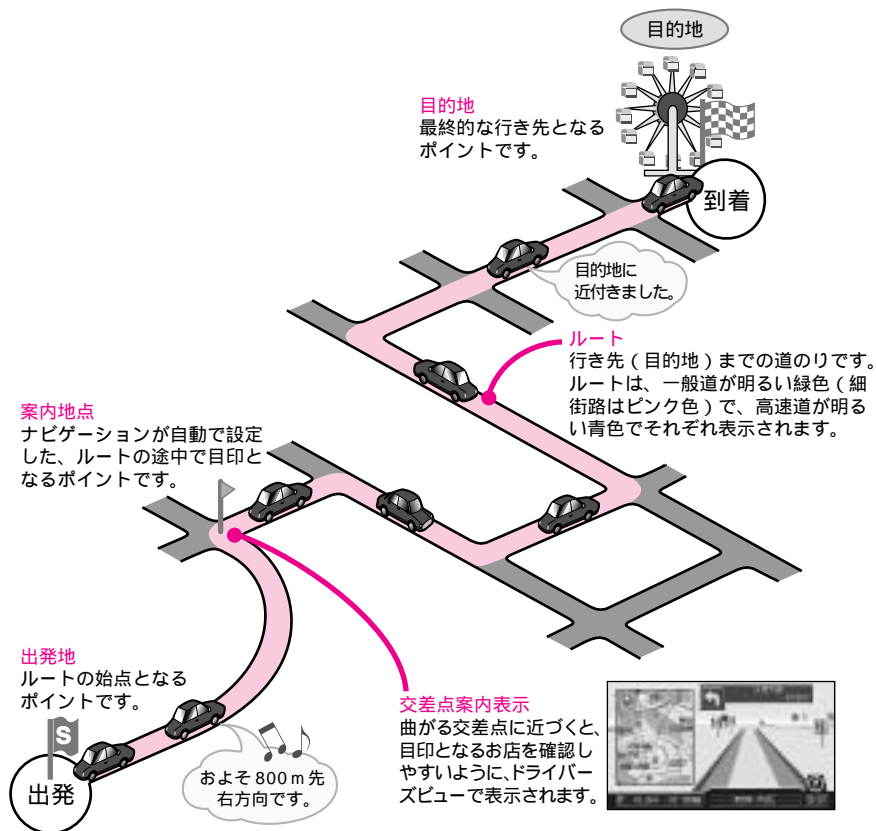 目的地
目的地
最終的な行き先となる
ポイントです。
到着
目的地に
近付きました。
ルート
行き先(目的地)までの道のりです。
ルートは、一般道が明るい緑色(細
街路はピンク色)で、高速道が明る
い青色でそれぞれ表示されます。
案内地点
ナビゲーションが自動で設定
した、ルートの途中で目印と
なるポイントです。
出発地
ルートの始点となる
ポイントです。
S
出発
およそ800m先
右方向です。
交差点案内表示
曲がる交差点に近づくと、
目印となるお店を確認し
やすいように、ドライバー
ズビューで表示されます。